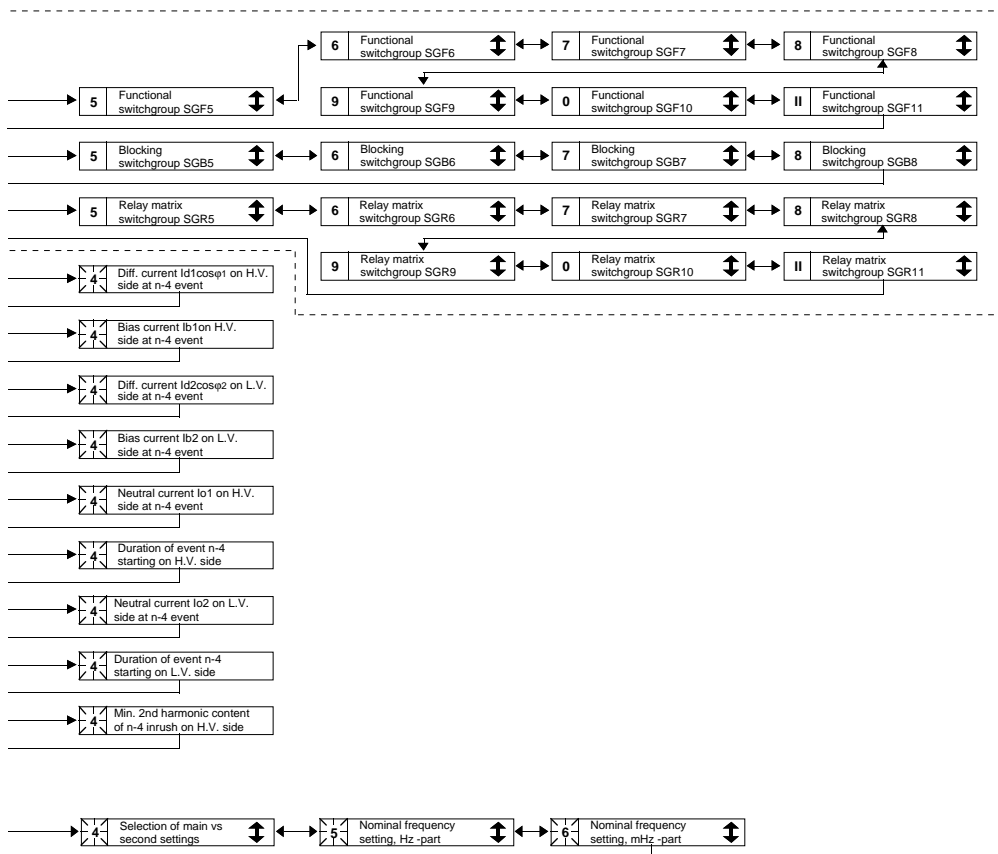 6 Functional
switchgroup SGF6
7 Functional
switchgroup SGF7
8 Functional
switchgroup SGF8
5 Functional
switchgroup SGF5
9 Functional
switchgroup SGF9
0 Functional
switchgroup SGF10
II Functional
switchgroup SGF11
5 Blocking
switchgroup SGB5
6 Blocking
switchgroup SGB6
7 Blocking
switchgroup SGB7
8 Blocking
switchgroup SGB8
5 Relay matrix
switchgroup SGR5
6 Relay matrix
switchgroup SGR6
7 Relay matrix
switchgroup SGR7
8 Relay matrix
switchgroup SGR8
9 Relay matrix
switchgroup SGR9
0 Relay matrix
switchgroup SGR10
II Relay matrix
switchgroup SGR11
4 Diff. current Id1cosφ1 on H.V.
side at n-4 event
4 Bias current Ib1on H.V.
side at n-4 event
4 Diff. current Id2cosφ2 on L.V.
side at n-4 event
4 Bias current Ib2 on L.V.
side at n-4 event
4 Neutral current Io1 on H.V.
side at n-4 event
4 Duration of event n-4
starting on H.V. side
4 Neutral current Io2 on L.V.
side at n-4 event
4 Duration of event n-4
starting on L.V. side
4 Min. 2nd harmonic content
of n-4 inrush on H.V. side
4 Selection of main vs
second settings
5 Nominal frequency
setting, Hz -part
6 Nominal frequency
setting, mHz -part